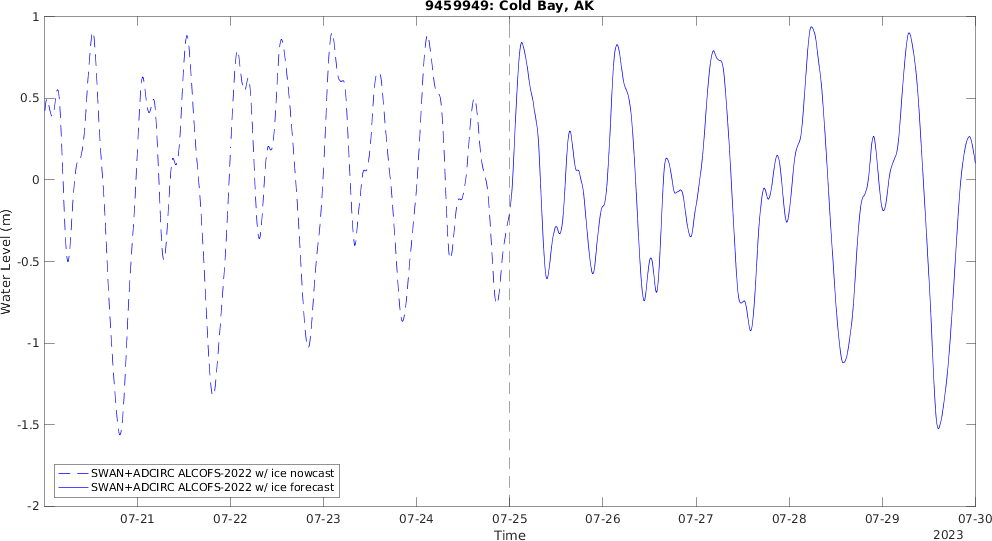 9459949: Cold Bay, AK
1
0.5
0
-0.5
-1
-1.5
-2
Water Level (m)
SWAN+ADCIRC ALCOFS-2022 w/ ice nowcast
SWAN+ADCIRC ALCOFS-2022 w/ ice forecast
07-21 07-22 07-23 07-24 07-25 07-26 07-27 07-28 07-29 07-30
Time
2023